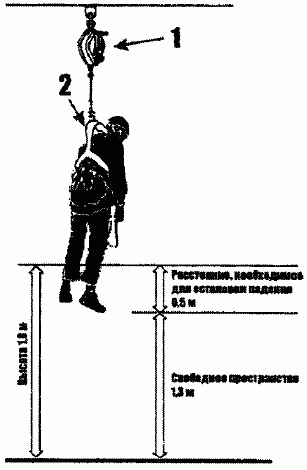 1
2
Расстояние, необходимое
для остановки падения
0,5 м
Высота 1,8 м
Свободное пространство
1,3 м